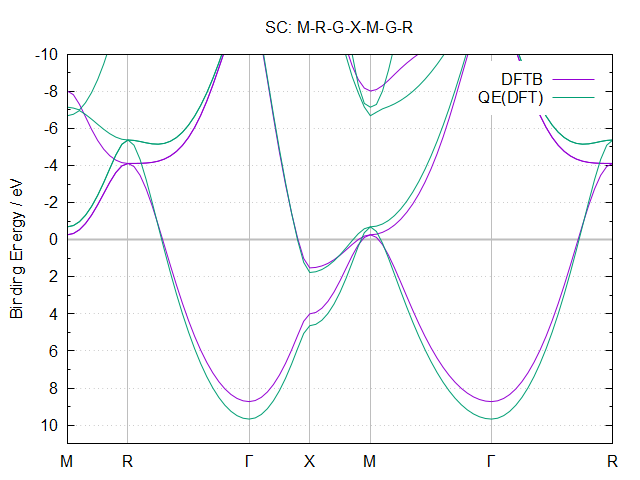 SC: M-R-G-X-M-G-R
DFTB
QE(DFT)
Binding Energy / eV
-10
-8
-6
-4
-2
0
2
4
6
8
10
M R Γ X M Γ R